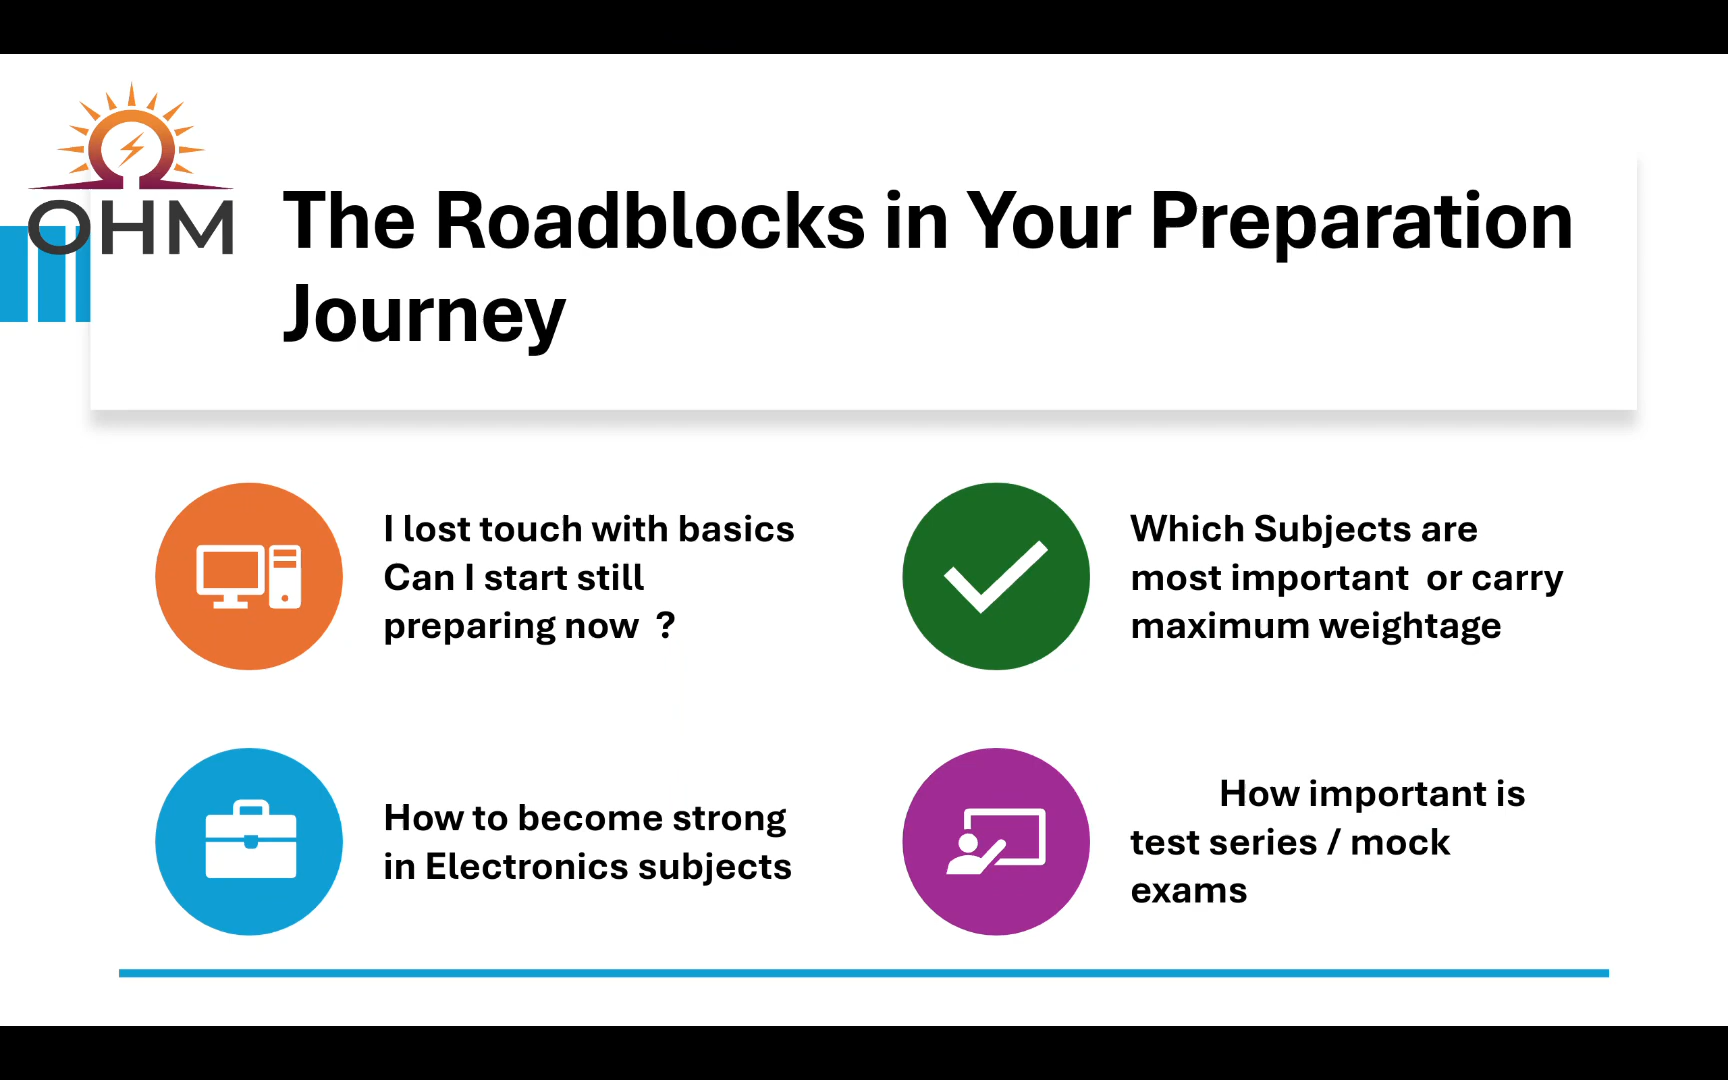 OHM
The Roadblocks in Your Preparation
Journey
I lost touch with basics
Can I start still
preparing now ?
Which Subjects are
most important or carry
maximum weightage
How to become strong
in Electronics subjects
How important is
test series / mock
exams